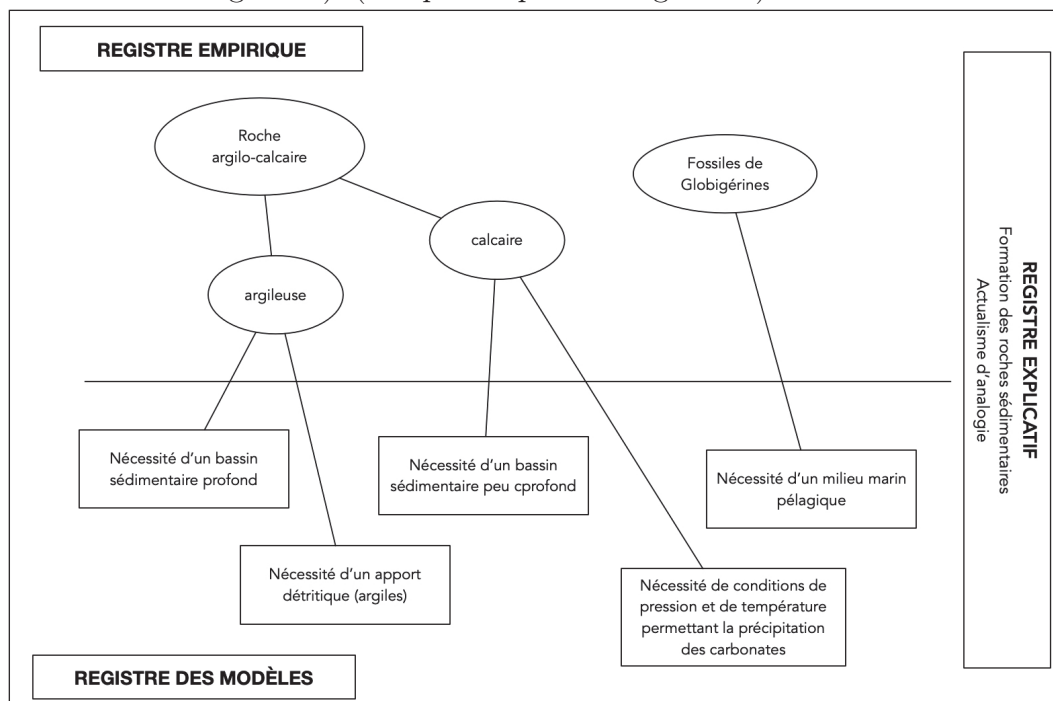 REGISTRE EMPIRIQUE
Roche
argilo-calcaire
Fossiles de
Globigérines
calcaire
argileuse
Nécessité d'un bassin
sédimentaire profond
Nécessité d'un bassin
sédimentaire peu cprofond
Nécessité d'un milieu marin
pélagique
Nécessité d'un apport
détritique (argiles)
Nécessité de conditions de
pression et de température
permettant la précipitation
des carbonates
REGISTRE DES MODÈLES
REGISTRE EXPLICATIF
Formation des roches sédimentaires
Actualisme d'analogie